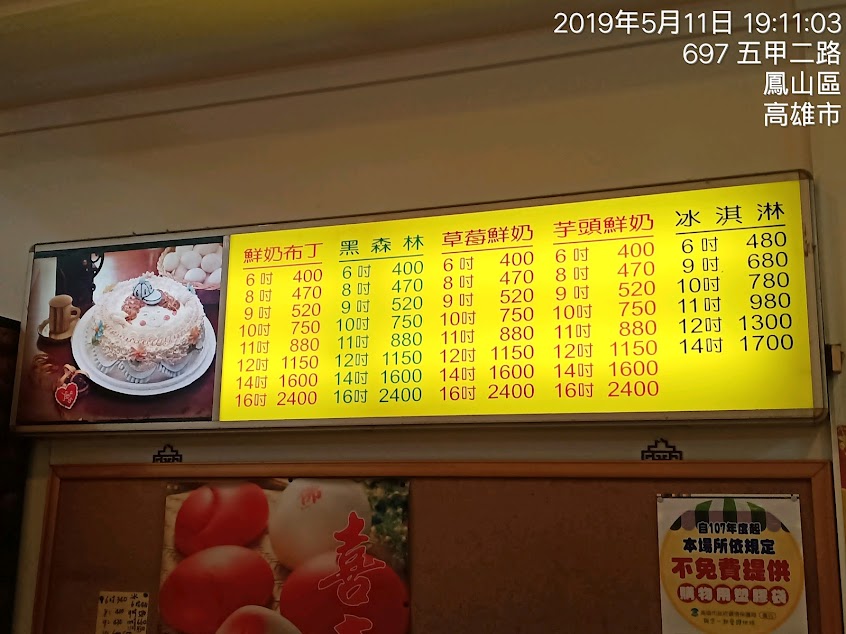 2019年5月11日 19:11:03
697 五甲二路
鳳山區
高雄市
鮮奶布丁
6吋 400
8吋 470
9吋 520
10吋 750
11吋 880
12吋 1150
14吋 1600
16吋 2400
黑森林
6吋 400
8吋 470
9吋 520
10吋 750
11吋 880
12吋 1150
14吋 1600
16吋 2400
草莓鮮奶
6吋 400
8吋 470
9吋 520
10吋 750
11吋 880
12吋 1150
14吋 1600
16吋 2400
芋頭鮮奶
6吋 400
8吋 470
9吋 520
10吋 750
11吋 880
12吋 1150
14吋 1600
16吋 2400
冰淇淋
6吋 480
9吋 680
10吋 780
11吋 980
12吋 1300
14吋 1700
喜
自107年度起
本場所依規定
不免費提供
購物用塑膠袋